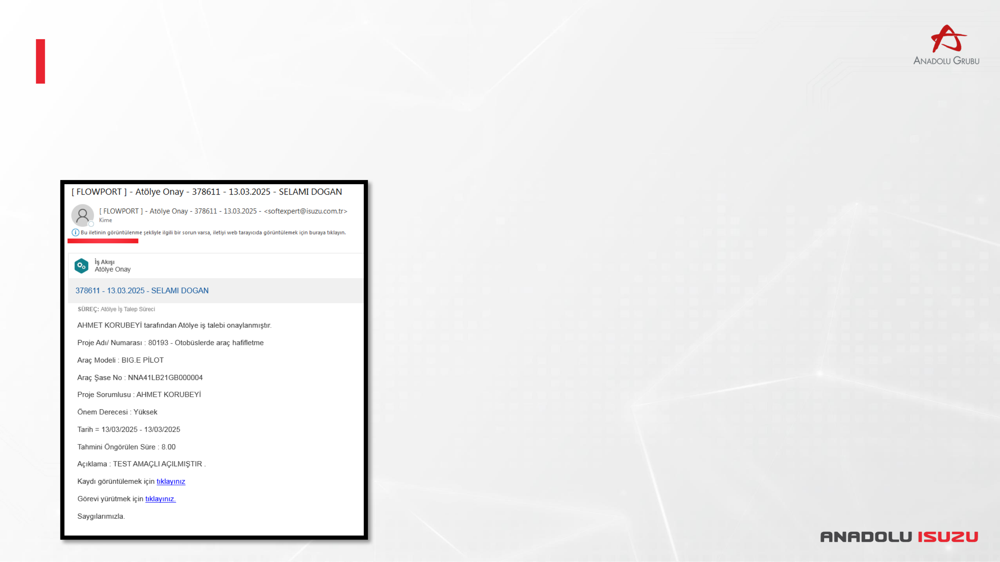 ANADOLU GRUBU
[ FLOWPORT ] - Atölye Onay - 378611 - 13.03.2025 - SELAMI DOGAN
[ FLOWPORT ] - Atölye Onay - 378611 - 13.03.2025 - <softexpert@isuzu.com.tr>
Kime
Bu iletinin görüntülenme şekliyle ilgili bir sorun varsa, iletiyi web tarayıcıda görüntülemek için buraya tıklayın.
İş Akışı
Atölye Onay
378611 - 13.03.2025 - SELAMI DOGAN
SÜREÇ: Atölye İş Talep Süreci
AHMET KORUBEYİ tarafından Atölye iş talebi onaylanmıştır.
Proje Adı/ Numarası : 80193 - Otobüslerde araç hafifletme
Araç Modeli : BIG.E PİLOT
Araç Şase No : NNA41LB21GB000004
Proje Sorumlusu : AHMET KORUBEYİ
Önem Derecesi : Yüksek
Tarih = 13/03/2025 - 13/03/2025
Tahmini Öngörülen Süre : 8.00
Açıklama : TEST AMAÇLI AÇILMIŞTIR .
Kaydı görüntülemek için tıklayınız
Görevi yürütmek için tıklayınız.
Saygılarımızla.
ANADOLU ISUZU